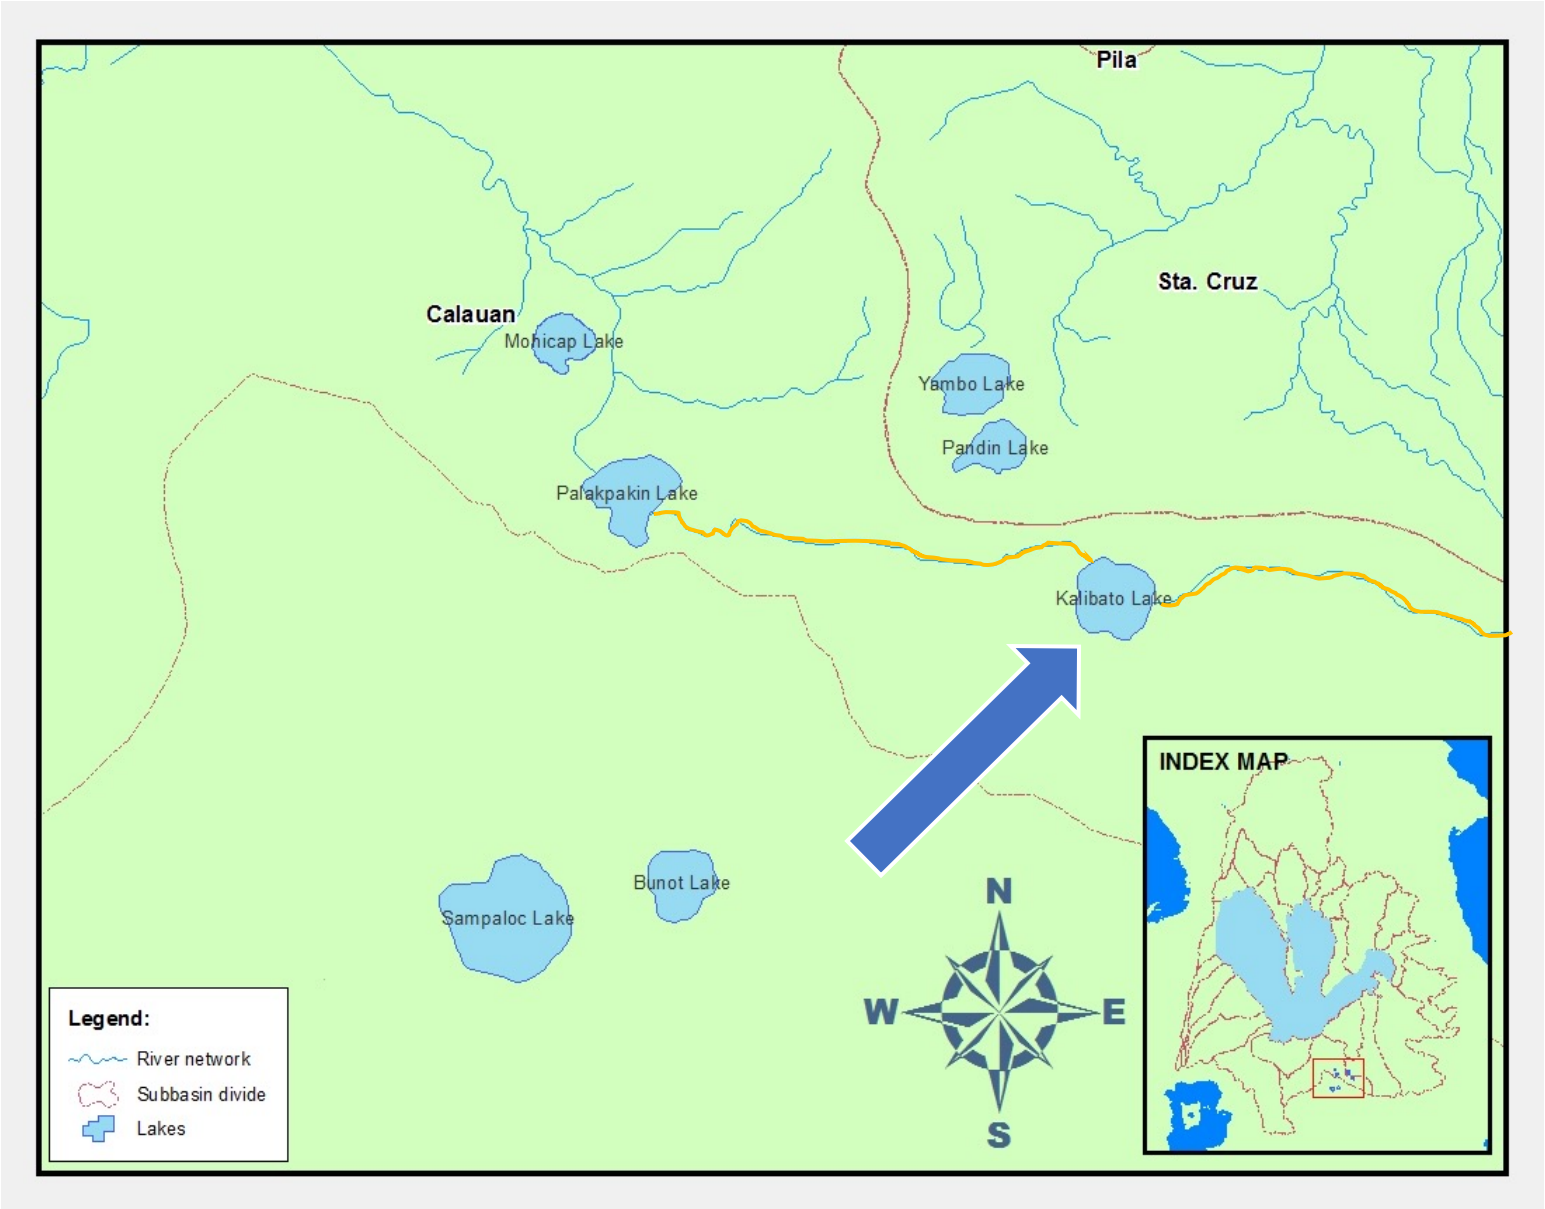 Pila
Sta. Cruz
Calauan
Mohicap Lake
Yambo Lake
Pandin Lake
Palakpakin Lake
Kalibato Lake
INDEX MAP
Bunot Lake
Sampaloc Lake
N
W
E
S
Legend:
River network
Subbasin divide
Lakes